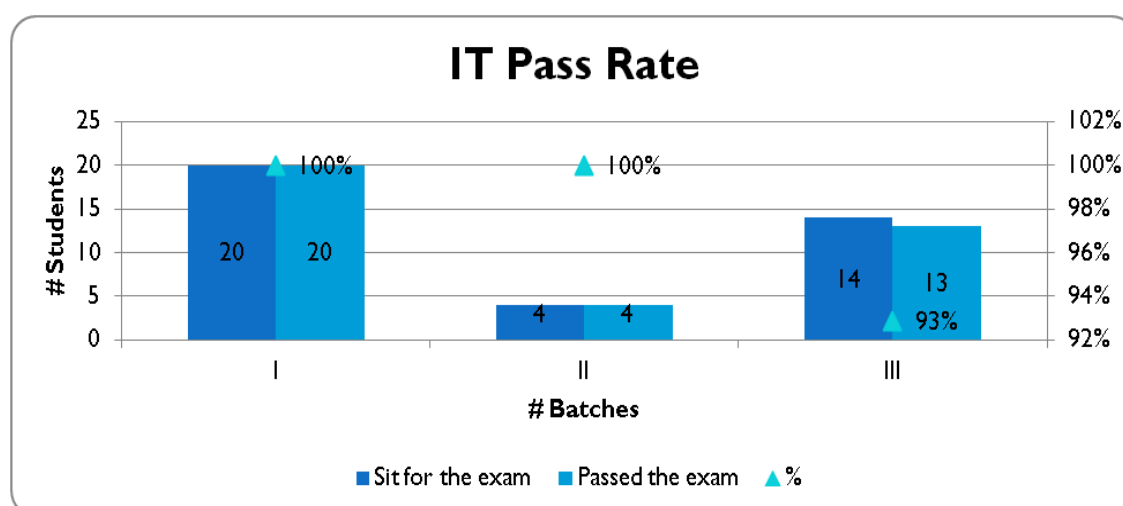 IT Pass Rate
# Students
25
20
15
10
5
0
102%
100%
98%
96%
94%
92%
20
20
100%
4
4
100%
14
13
93%
I
II
III
# Batches
Sit for the exam
Passed the exam
%